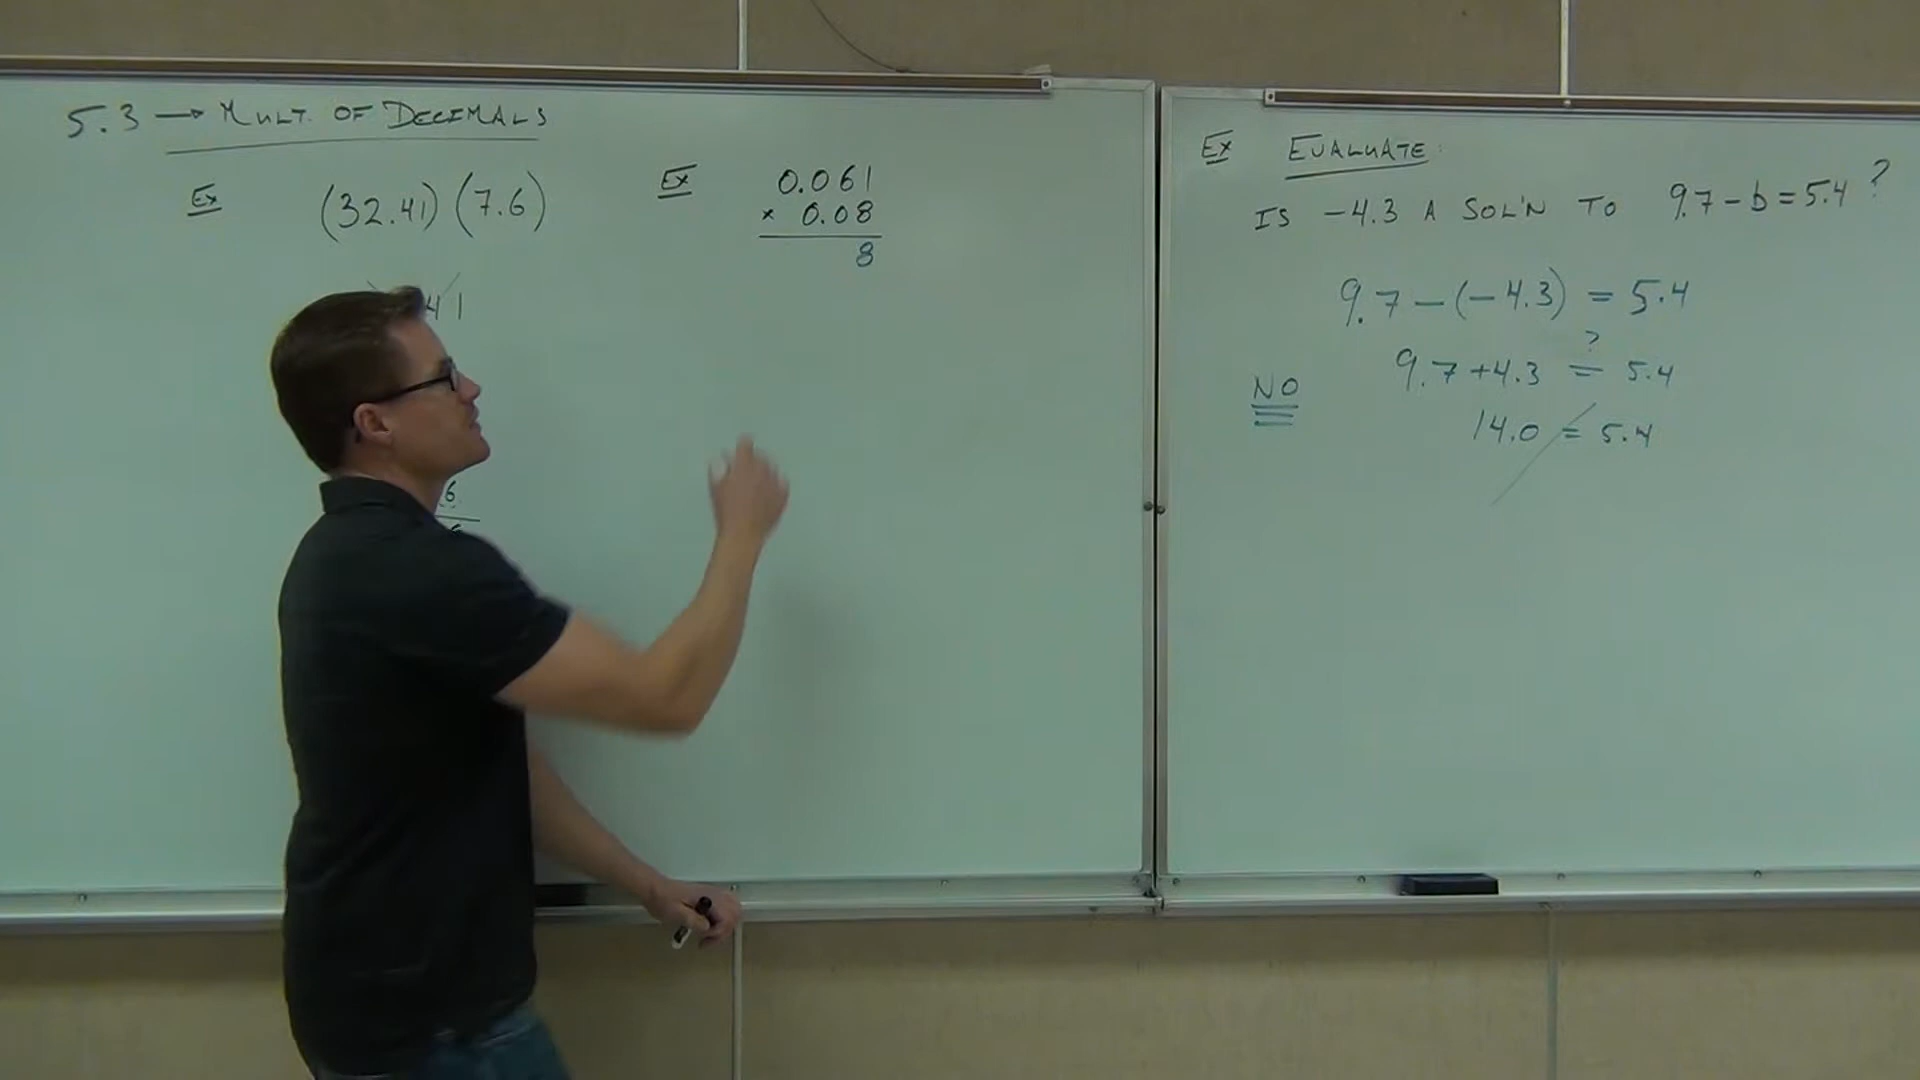 5.3 → MULT. OF DECIMALS
Ex (32.41)(7.6)
41
6
Ex 0.061
× 0.08
8
Ex EVALUATE:
IS -4.3 A SOL'N TO 9.7 - b = 5.4 ?
9.7 - (-4.3) = 5.4
?
9.7 + 4.3 = 5.4
NO
14.0 = 5.4